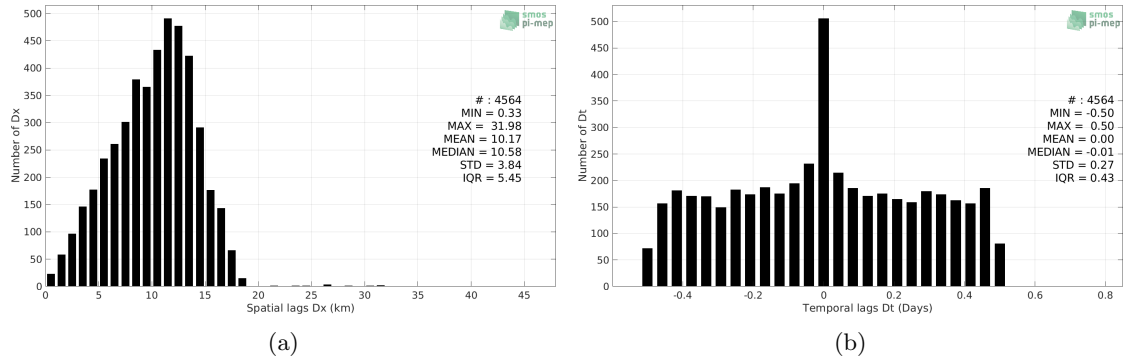 500
450
400
350
300
250
200
150
100
50
0
Number of Dx
0 5 10 15 20 25 30 35 40 45
Spatial lags Dx (km)
smos
pi-mep
# : 4564
MIN = 0.33
MAX = 31.98
MEAN = 10.17
MEDIAN = 10.58
STD = 3.84
IQR = 5.45
(a)
500
450
400
350
300
250
200
150
100
50
0
Number of Dt
-0.4 -0.2 0 0.2 0.4 0.6 0.8
Temporal lags Dt (Days)
smos
pi-mep
# : 4564
MIN = -0.50
MAX = 0.50
MEAN = 0.00
MEDIAN = -0.01
STD = 0.27
IQR = 0.43
(b)